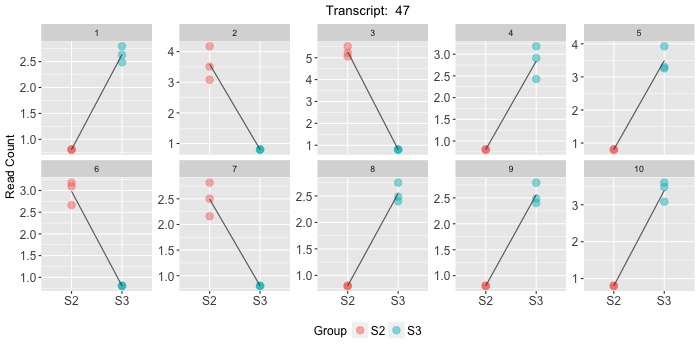 Transcript: 47
1 2 3 4 5
2.5 4 5 3.0 4
2.0 3 4 2.5 3
1.5 2 3 2.0 2
1.0 1 2 1.5 1
1 1.0
Read Count
6 7 8 9 10
3.0 2.5 2.5 2.5 3
2.5 2.0 2.0 2.0 2
2.0 1.5 1.5 1.5 1
1.5 1.0 1.0 1.0
1.0
S2 S3 S2 S3 S2 S3 S2 S3 S2 S3
Group S2 S3